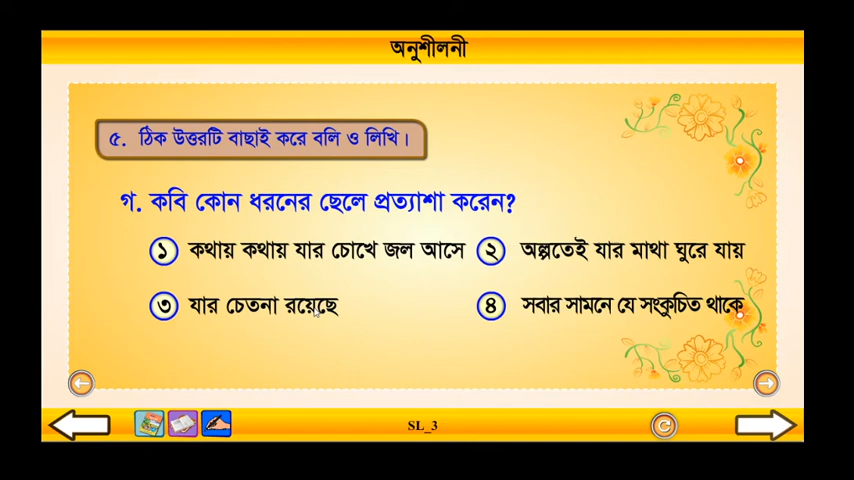 অনুশীলনী
৫. ঠিক উত্তরটি বাছাই করে বলি ও লিখি।
গ. কবি কোন ধরনের ছেলে প্রত্যাশা করেন?
১ কথায় কথায় যার চোখে জল আসে ২ অল্পতেই যার মাথা ঘুরে যায়
৩ যার চেতনা রয়েছে ৪ সবার সামনে যে সংকুচিত থাকে
SL_3